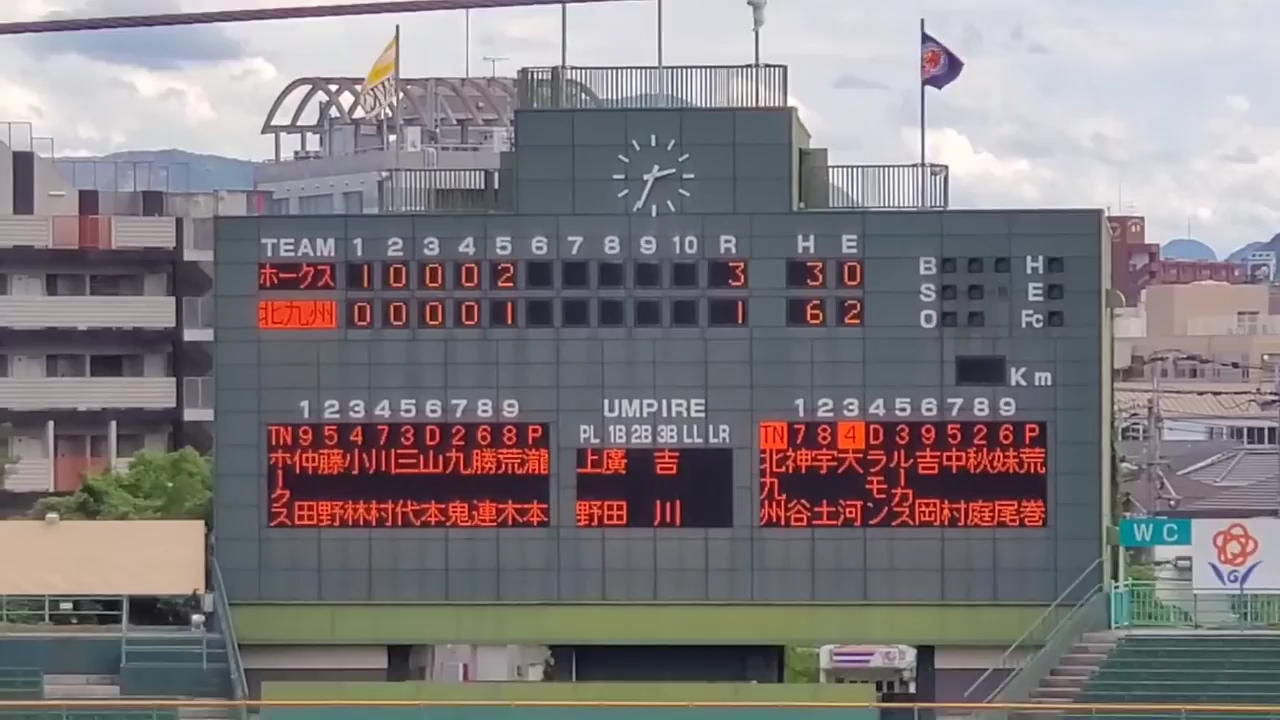 TEAM 1 2 3 4 5 6 7 8 9 10 R H E
ホークス 1 0 0 0 2 3 3 0
北九州 0 0 0 0 1 1 6 2
B H
S E
O Fc
Km
1 2 3 4 5 6 7 8 9
TN 9 5 4 7 3 D 2 6 8 P
ホークス 仲田 藤野 小林 川村 三代 山本 九鬼 勝連 荒木 瀧本
UMPIRE
PL 1B 2B 3B LL LR
上野 廣田 吉川
1 2 3 4 5 6 7 8 9
TN 7 8 4 D 3 9 5 2 6 P
北九州 神谷 宇土 大河 ラモン ルーカス 吉岡 中村 秋庭 妹尾 荒巻
WC
G